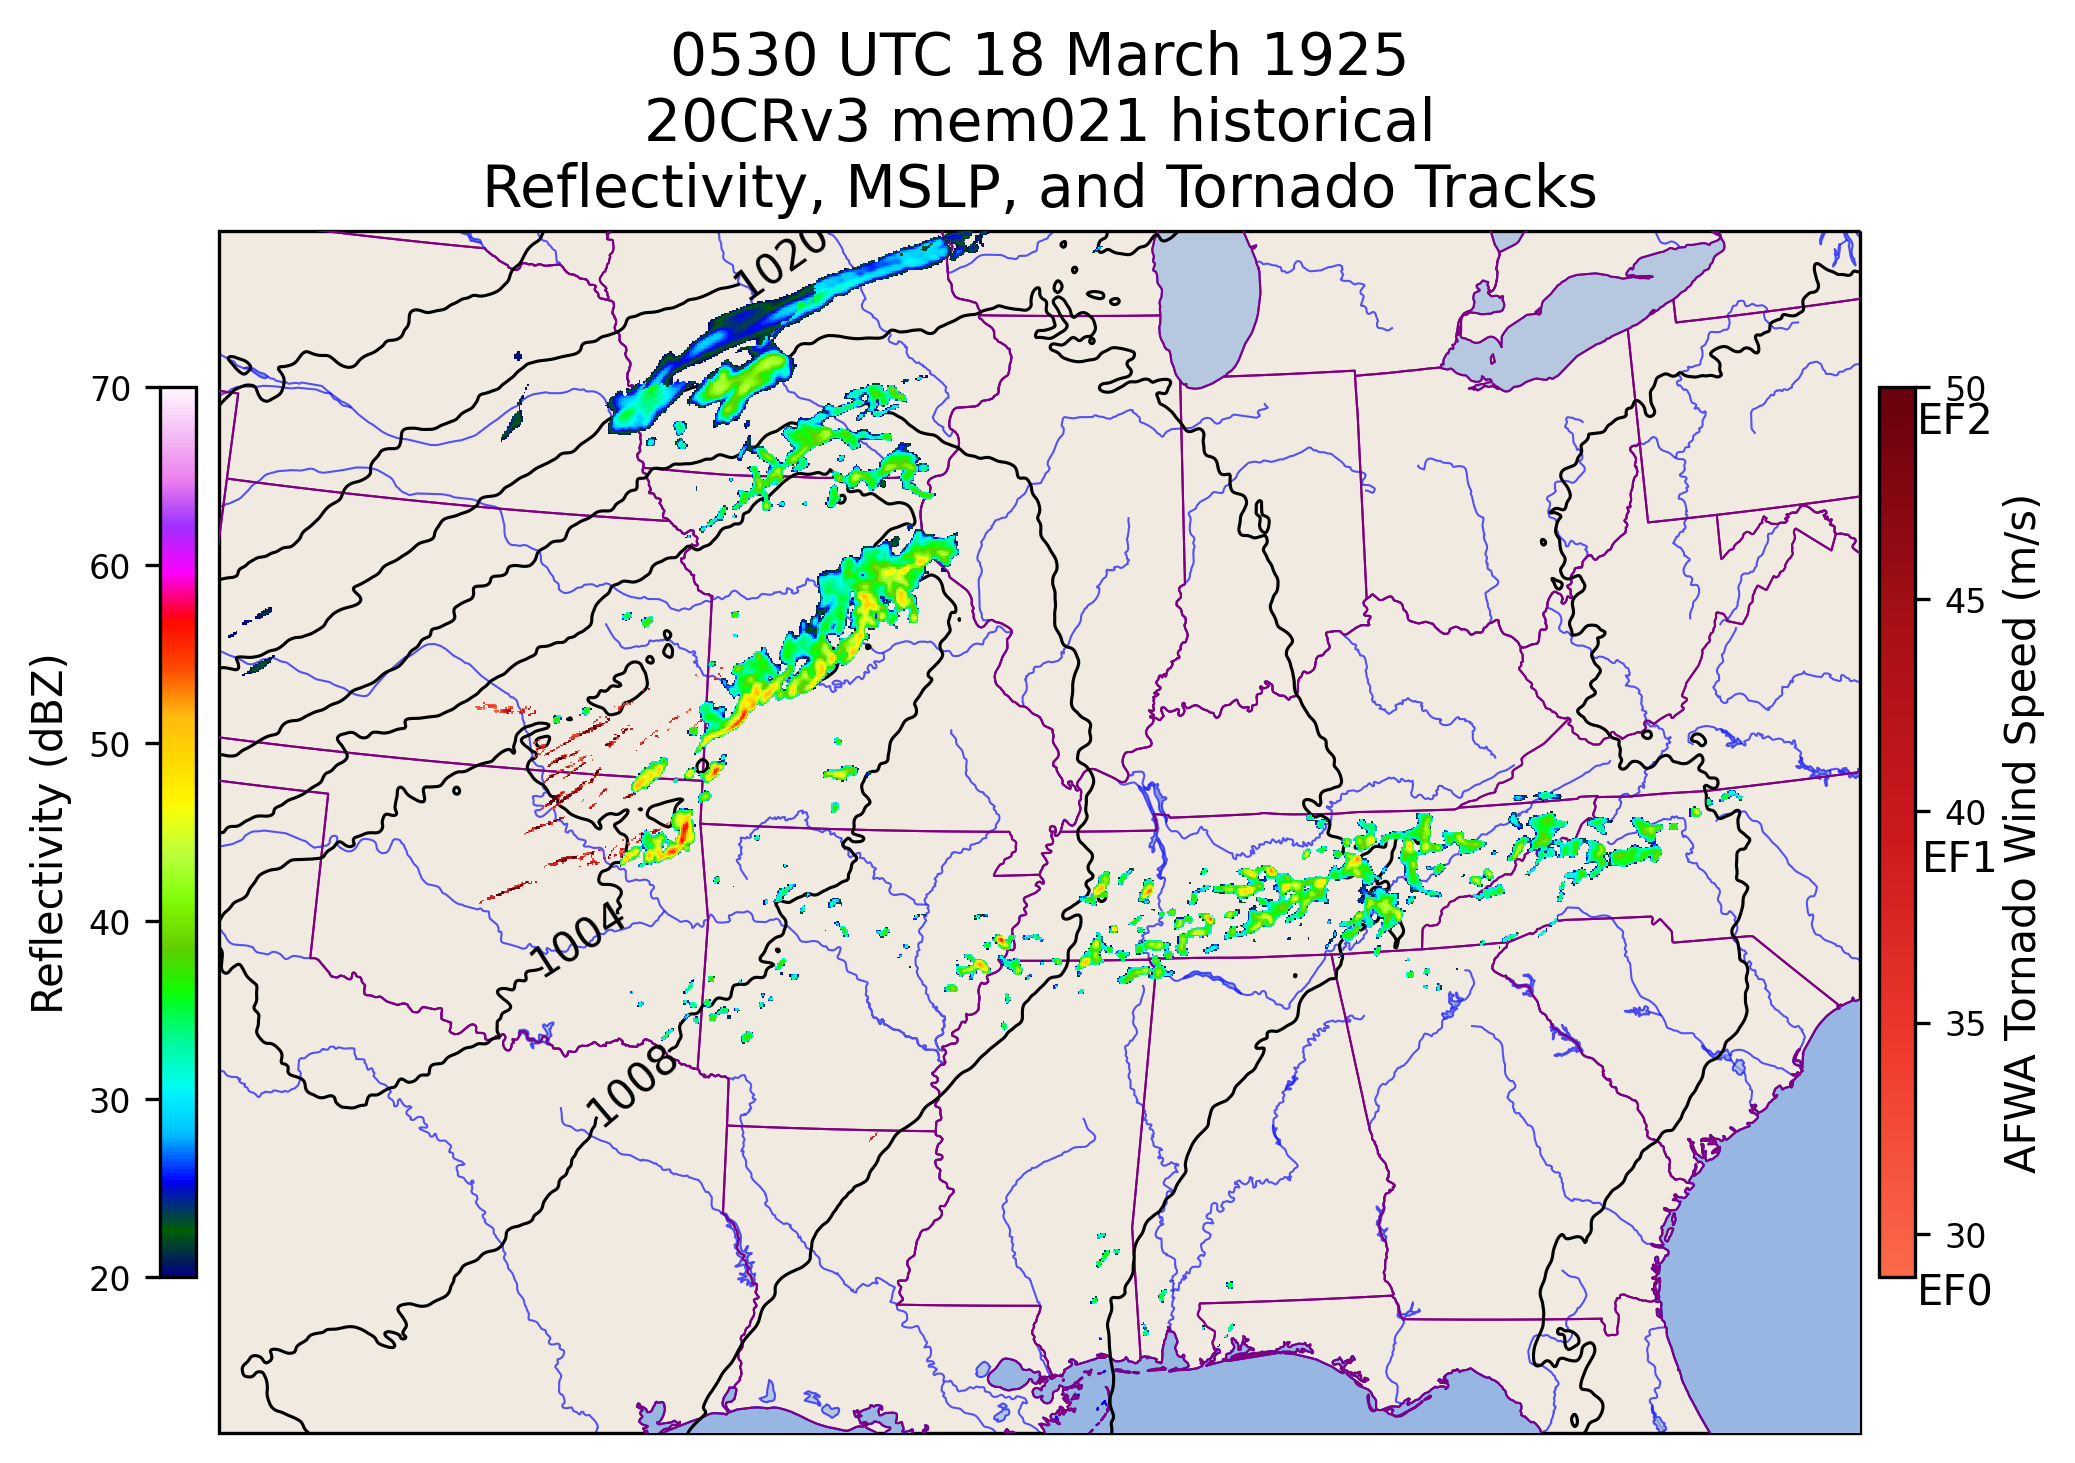 0530 UTC 18 March 1925
20CRv3 mem021 historical
Reflectivity, MSLP, and Tornado Tracks
1020
1004
1008
70
60
50
40
30
20
Reflectivity (dBZ)
50
EF2
45
40
EF1
35
30
EF0
AFWA Tornado Wind Speed (m/s)